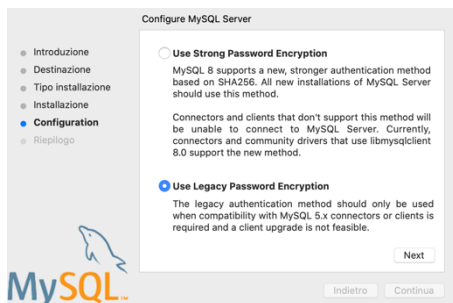 Configure MySQL Server
Introduzione
Destinazione
Tipo installazione
Installazione
Configuration
Riepilogo
Use Strong Password Encryption
MySQL 8 supports a new, stronger authentication method
based on SHA256. All new installations of MySQL Server
should use this method.
Connectors and clients that don't support this method will
be unable to connect to MySQL Server. Currently,
connectors and community drivers that use libmysqlclient
8.0 support the new method.
Use Legacy Password Encryption
The legacy authentication method should only be used
when compatibility with MySQL 5.x connectors or clients is
required and a client upgrade is not feasible.
Next
MySQL
Indietro
Continua